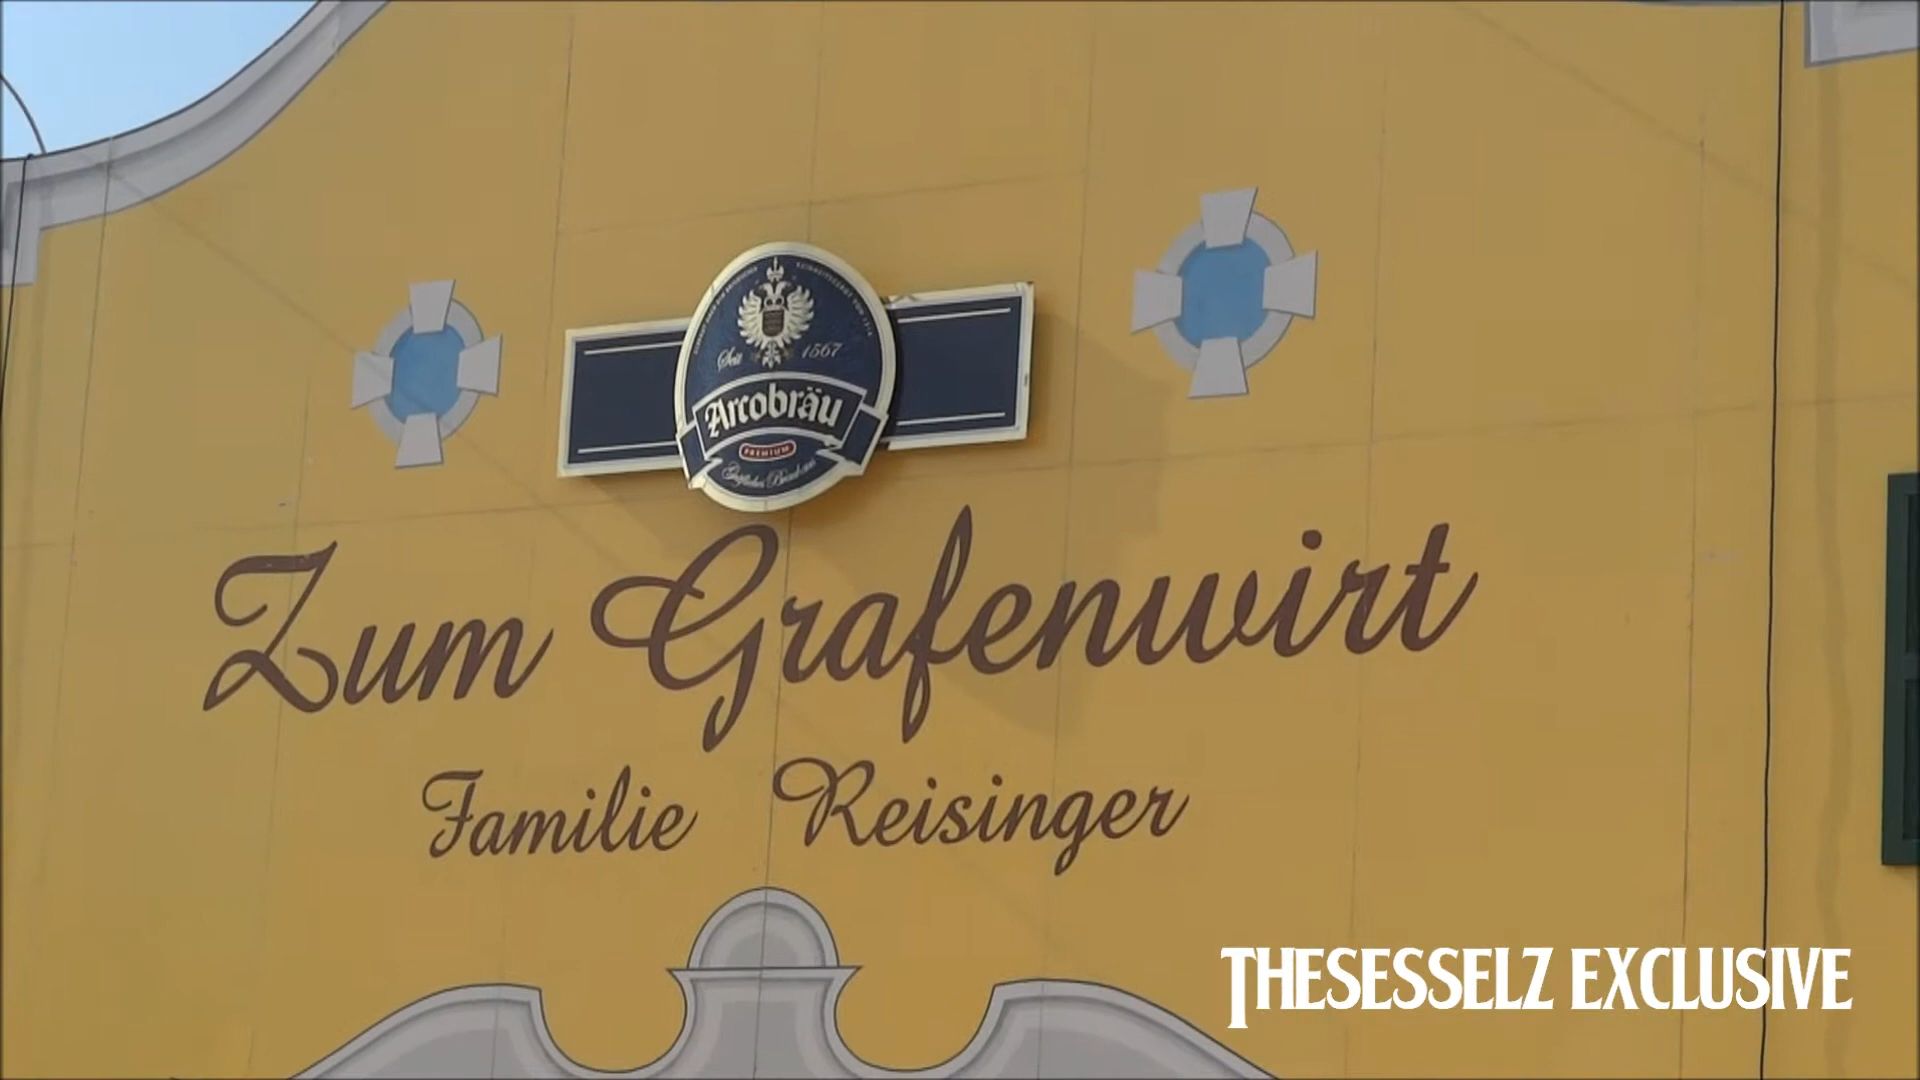 Seit 1567
Arcobräu
PREMIUM
Zum Grafenwirt
Familie Reisinger
THESESSELZ EXCLUSIVE